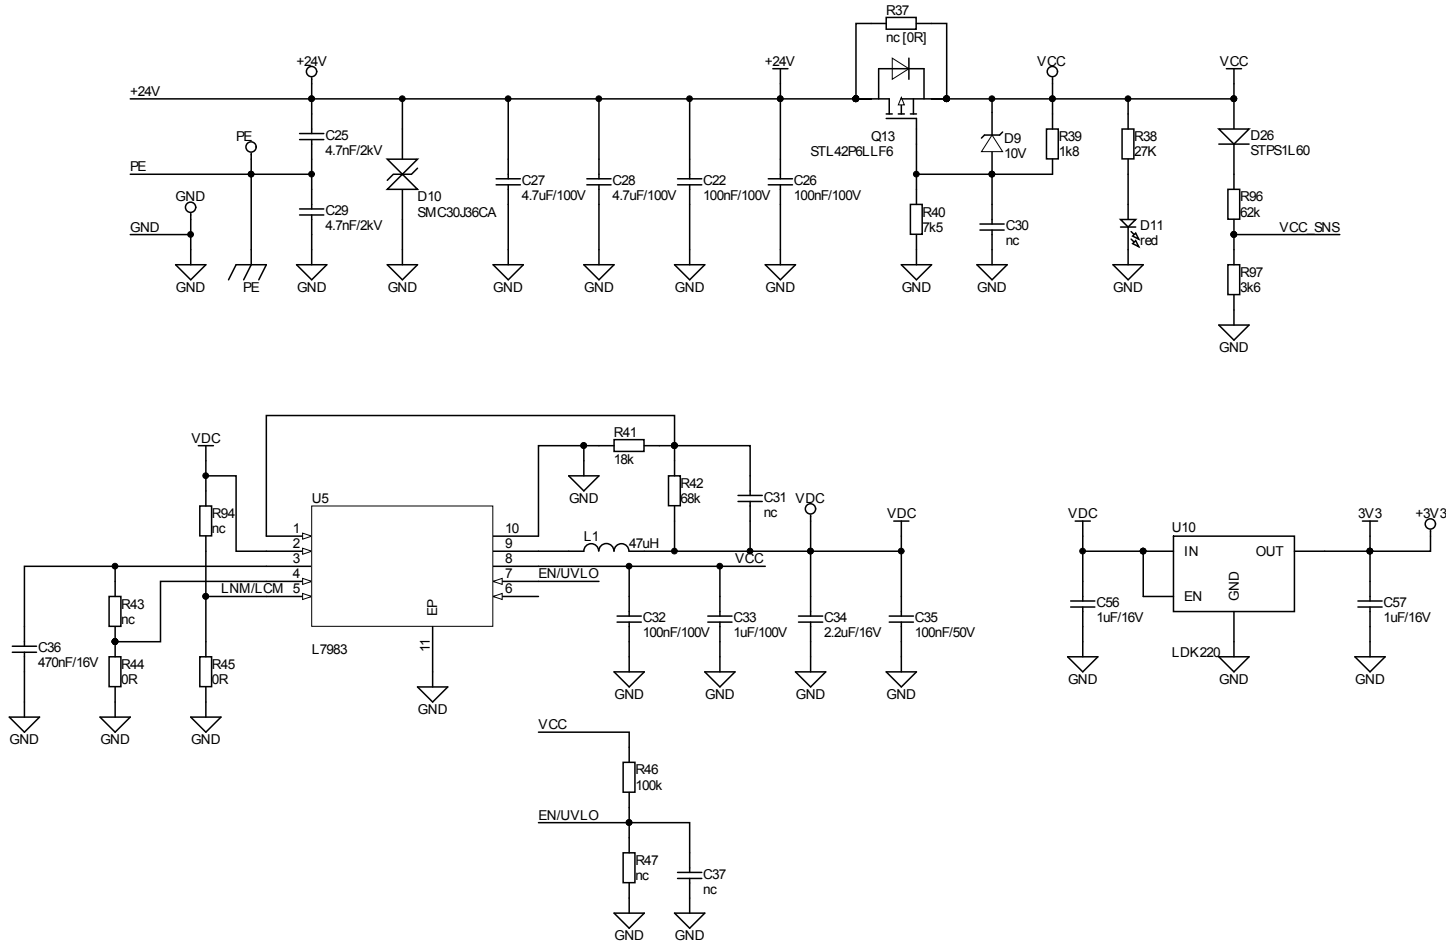 R37
nc [0R]
+24V
+24V
VCC
VCC
+24V
PE
C25
4.7nF/2kV
Q13
STL42P6LLF6
D9
10V
R39
1k8
R38
27K
D26
STPS1L60
PE
GND
D10
SMC30J36CA
C27
4.7uF/100V
C28
4.7uF/100V
C22
100nF/100V
C26
100nF/100V
C29
4.7nF/2kV
R40
7k5
C30
nc
D11
red
R96
62k
GND
VCC_SNS
R97
3k6
GND
PE
GND
GND
GND
GND
GND
GND
GND
GND
GND
GND
VDC
R41
18k
GND
R42
68k
C31
nc
VDC
VDC
VDC
3V3
+3V3
R94
nc
U5
1
2
3
4
5
10
9
8
7
6
L1
47uH
VCC
EN/UVLO
LNM/LCM
EP
11
L7983
U10
IN
OUT
EN
GND
LDK220
C56
1uF/16V
C57
1uF/16V
R43
nc
C36
470nF/16V
R44
0R
R45
0R
C32
100nF/100V
C33
1uF/100V
C34
2.2uF/16V
C35
100nF/50V
GND
GND
GND
GND
GND
GND
GND
GND
GND
GND
GND
VCC
R46
100k
EN/UVLO
R47
nc
C37
nc
GND
GND